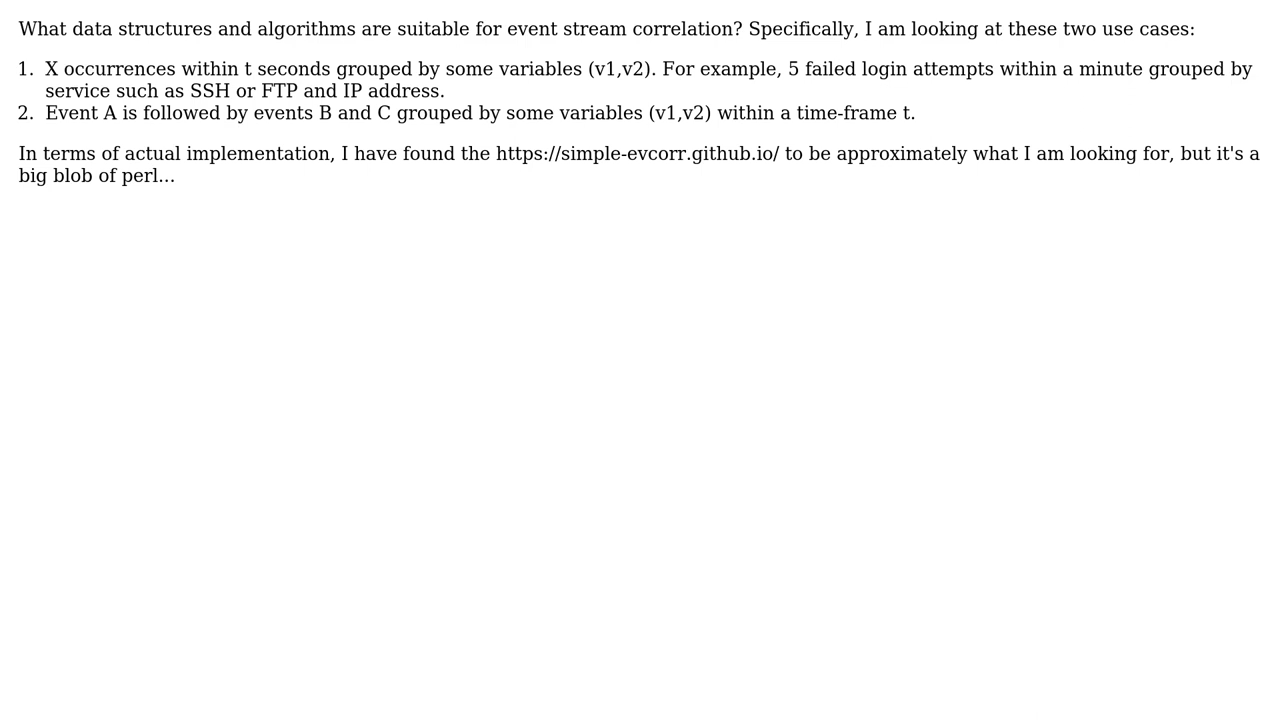 What data structures and algorithms are suitable for event stream correlation? Specifically, I am looking at these two use cases:
1. X occurrences within t seconds grouped by some variables (v1,v2). For example, 5 failed login attempts within a minute grouped by
service such as SSH or FTP and IP address.
2. Event A is followed by events B and C grouped by some variables (v1,v2) within a time-frame t.
In terms of actual implementation, I have found the https://simple-evcorr.github.io/ to be approximately what I am looking for, but it's a
big blob of perl...